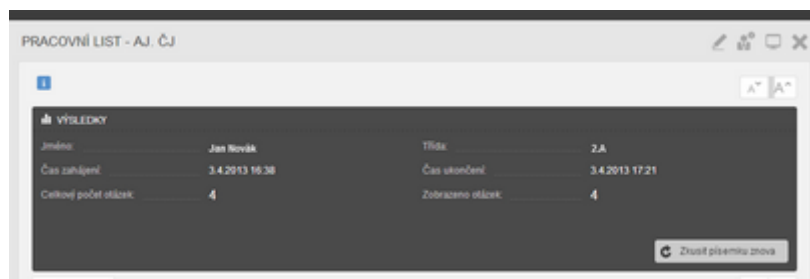 PRACOVNÍ LIST - AJ. ČJ
i
A˅ A^
VÝSLEDKY
Jméno: Jan Novák Třída: 2.A
Čas zahájení: 3.4.2013 16:38 Čas ukončení: 3.4.2013 17:21
Celkový počet otázek: 4 Zobrazeno otázek: 4
Zkusit písemku znova